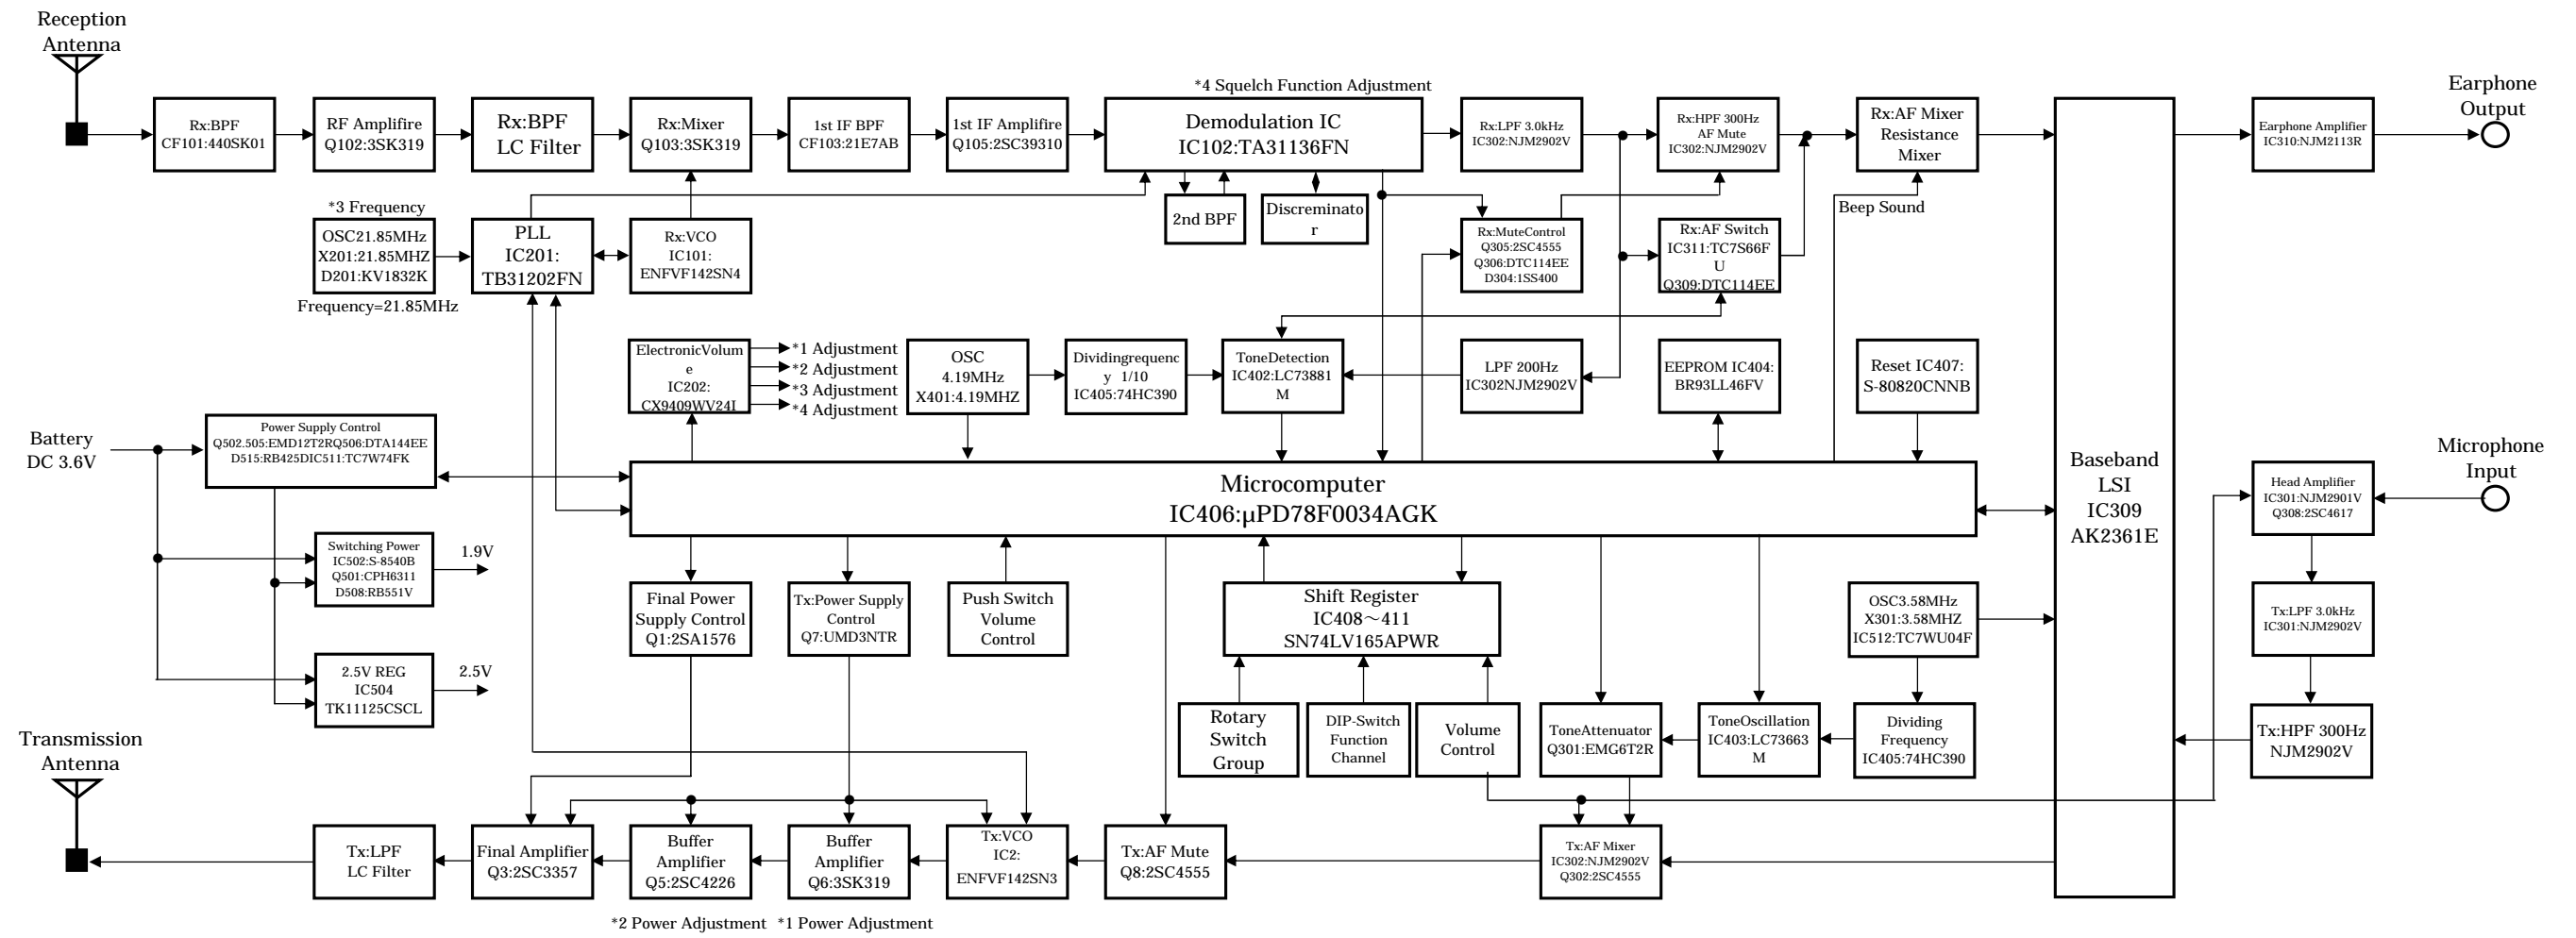 Reception
Antenna
*4 Squelch Function Adjustment
Earphone
Output
Rx:BPF
CF101:440SK01
RF Amplifire
Q102:3SK319
Rx:BPF
LC Filter
Rx:Mixer
Q103:3SK319
1st IF BPF
CF103:21E7AB
1st IF Amplifire
Q105:2SC39310
Demodulation IC
IC102:TA31136FN
Rx:LPF 3.0kHz
IC302:NJM2902V
Rx:HPF 300Hz
AF Mute
IC302:NJM2902V
Rx:AF Mixer
Resistance
Mixer
Earphone Amplifier
IC310:NJM2113R
*3 Frequency
OSC21.85MHz
X201:21.85MHZ
D201:KV1832K
Frequency=21.85MHz
PLL
IC201:
TB31202FN
Rx:VCO
IC101:
ENFVF142SN4
2nd BPF
Discreminato
r
Rx:MuteControl
Q305:2SC4555
Q306:DTC114EE
D304:1SS400
Rx:AF Switch
IC311:TC7S66F
U
Q309:DTC114EE
Beep Sound
ElectronicVolum
e
IC202:
CX9409WV24I
*1 Adjustment
*2 Adjustment
*3 Adjustment
*4 Adjustment
OSC
4.19MHz
X401:4.19MHZ
Dividingrequenc
y 1/10
IC405:74HC390
ToneDetection
IC402:LC73881
M
LPF 200Hz
IC302NJM2902V
EEPROM IC404:
BR93LL46FV
Reset IC407:
S-80820CNNB
Battery
DC 3.6V
Power Supply Control
Q502.505:EMD12T2RQ506:DTA144EE
D515:RB425DIC511:TC7W74FK
Microcomputer
IC406:μPD78F0034AGK
Baseband
LSI
IC309
AK2361E
Head Amplifier
IC301:NJM2901V
Q308:2SC4617
Microphone
Input
Switching Power
IC502:S-8540B
Q501:CPH6311
D508:RB551V
1.9V
Final Power
Supply Control
Q1:2SA1576
Tx:Power Supply
Control
Q7:UMD3NTR
Push Switch
Volume
Control
Shift Register
IC408～411
SN74LV165APWR
OSC3.58MHz
X301:3.58MHZ
IC512:TC7WU04F
Tx:LPF 3.0kHz
IC301:NJM2902V
2.5V REG
IC504
TK11125CSCL
2.5V
Rotary
Switch
Group
DIP-Switch
Function
Channel
Volume
Control
ToneAttenuator
Q301:EMG6T2R
ToneOscillation
IC403:LC73663
M
Dividing
Frequency
IC405:74HC390
Tx:HPF 300Hz
NJM2902V
Transmission
Antenna
Tx:LPF
LC Filter
Final Amplifier
Q3:2SC3357
Buffer
Amplifier
Q5:2SC4226
Buffer
Amplifier
Q6:3SK319
Tx:VCO
IC2:
ENFVF142SN3
Tx:AF Mute
Q8:2SC4555
Tx:AF Mixer
IC302:NJM2902V
Q302:2SC4555
*2 Power Adjustment
*1 Power Adjustment